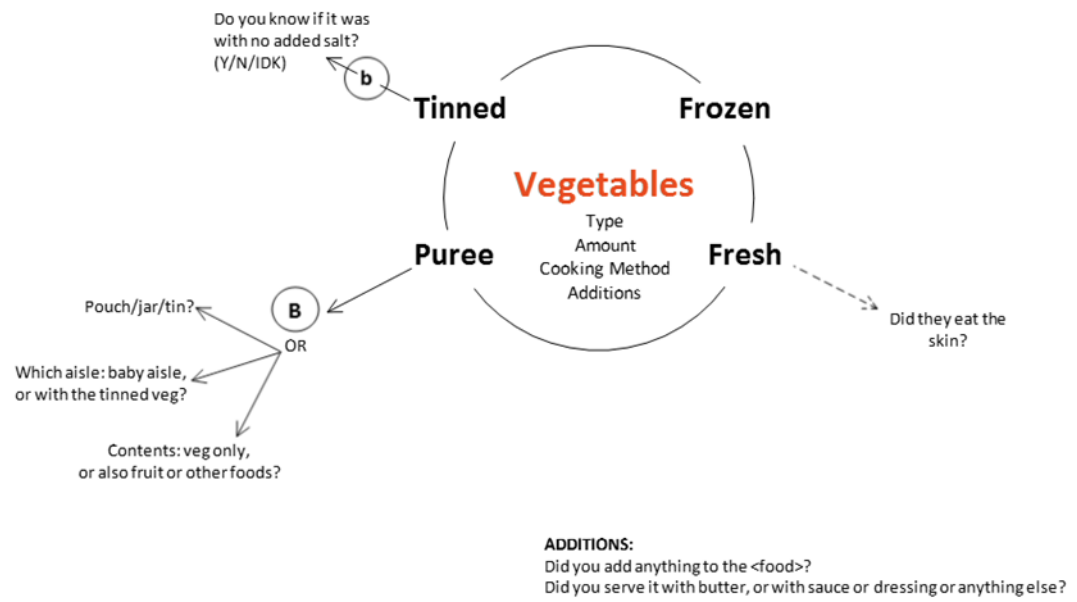 Do you know if it was
with no added salt?
(Y/N/IDK)
b
Tinned
Frozen
Vegetables
Type
Amount
Cooking Method
Additions
Puree
Fresh
B
OR
Pouch/jar/tin?
Which aisle: baby aisle,
or with the tinned veg?
Contents: veg only,
or also fruit or other foods?
Did they eat the
skin?
ADDITIONS:
Did you add anything to the <food>?
Did you serve it with butter, or with sauce or dressing or anything else?